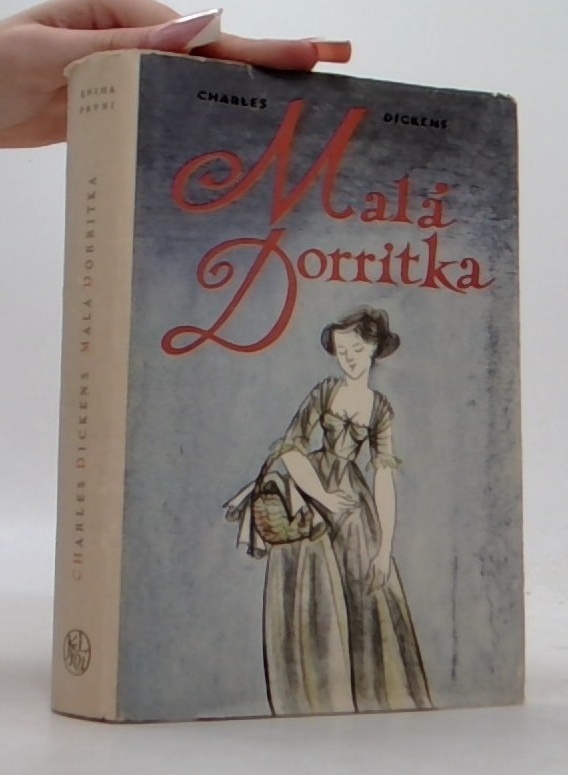 KNIHA
PRVNÍ
CHARLES DICKENS MALÁ DORRITKA
CHARLES DICKENS
Malá
Dorritka